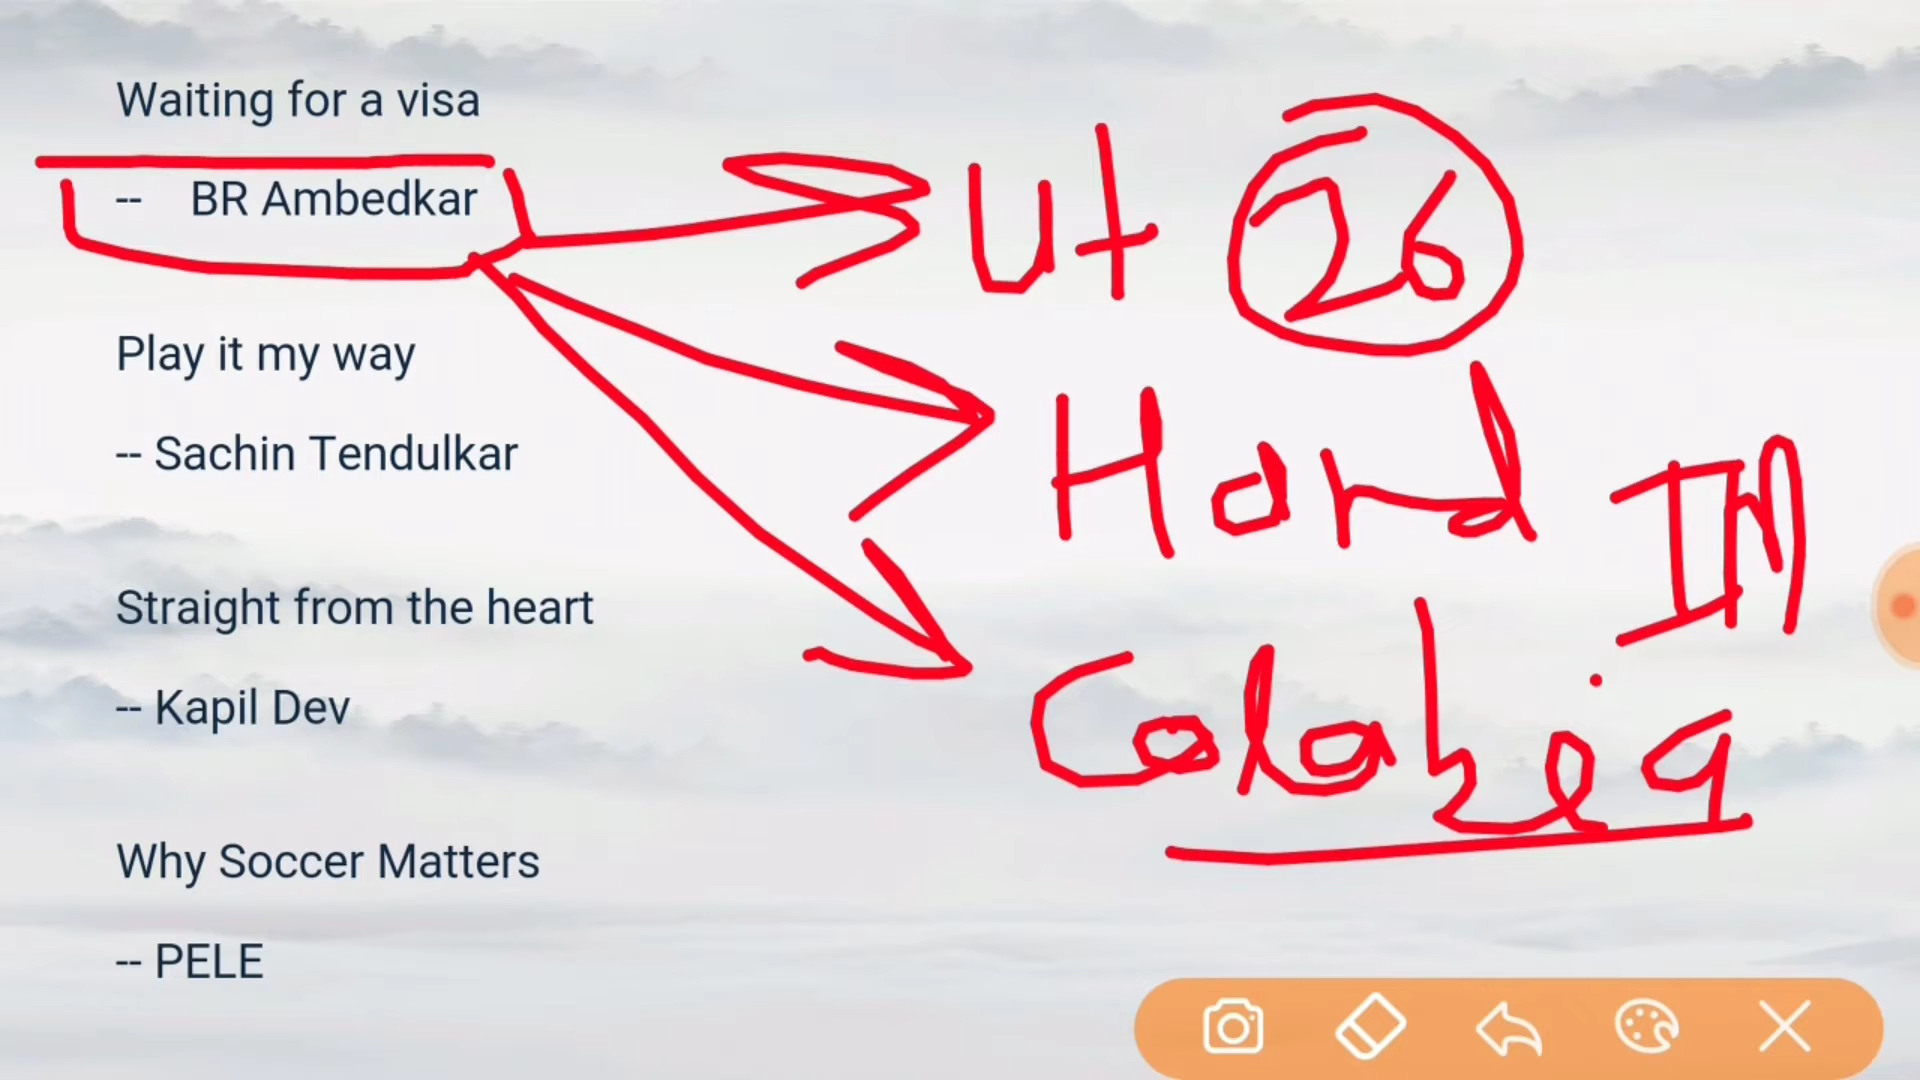 Waiting for a visa
-- BR Ambedkar
Ut 26
Play it my way
-- Sachin Tendulkar
Hard
Straight from the heart
-- Kapil Dev
Why Soccer Matters
-- PELE